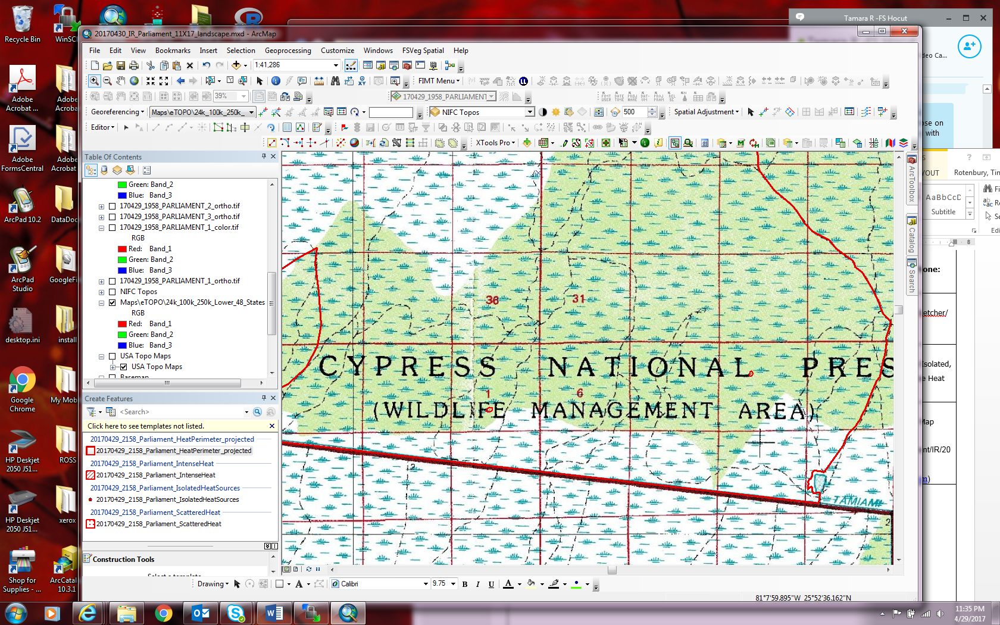 Recycle Bin
WinSC
Adobe
Acrobat ...
Adobe
Acroba
Adobe
FormsCentral
Adobe
Acrobat
ArcPad 10.2
DataDoc
ArcPad
Studio
GoogleFi
desktop.ini
install
Google
Chrome
My Mob
HP Deskjet
2050 J51...
ROSS
HP Deskjet
2050 J51...
xerox
Shop for
Supplies - ...
ArcCatal
10.3.1
Tamara R -FS Hocut
deo Ca...
ose on
with
YOUT
Rotenbury, Tin
AaBbCcD
Subtitle
Fi
Re
Se
Edi
8
one:
etcher/
Isolated,
e Heat
Map
nt/IR/20
m)
20170430_IR_Parliament_11X17_landscape.mxd - ArcMap
File Edit View Bookmarks Insert Selection Geoprocessing Customize Windows FSVeg Spatial Help
1:41,286
FIMT Menu
39%
170429_1958_PARLIAMENT
Georeferencing
Maps\eTOPO\24k_100k_250k_
NIFC Topos
500
Spatial Adjustment
Editor
XTools Pro
Table Of Contents
Green: Band_2
Blue: Band_3
170429_1958_PARLIAMENT_2_ortho.tif
170429_1958_PARLIAMENT_3_ortho.tif
170429_1958_PARLIAMENT_1_color.tif
RGB
Red: Band_1
Green: Band_2
Blue: Band_3
170429_1958_PARLIAMENT_1_ortho.tif
NIFC Topos
Maps\eTOPO\24k_100k_250k_Lower_48_States
RGB
Red: Band_1
Green: Band_2
Blue: Band_3
USA Topo Maps
USA Topo Maps
Basemap
Create Features
<Search>
Click here to see templates not listed.
20170429_2158_Parliament_HeatPerimeter_projected
20170429_2158_Parliament_HeatPerimeter_projected
20170429_2158_Parliament_IntenseHeat
20170429_2158_Parliament_IntenseHeat
20170429_2158_Parliament_IsolatedHeatSources
20170429_2158_Parliament_IsolatedHeatSources
20170429_2158_Parliament_ScatteredHeat
20170429_2158_Parliament_ScatteredHeat
Construction Tools
Select a template.
36
31
CYPRESS NATIONAL PRES
1
6
(WILDLIFE MANAGEMENT AREA)
2
TAMIAMI
2
ArcToolbox
Catalog
Search
Drawing
A
Calibri
9.75
B I U A
81°7'59.895"W 25°52'36.162"N
11:35 PM
4/29/2017